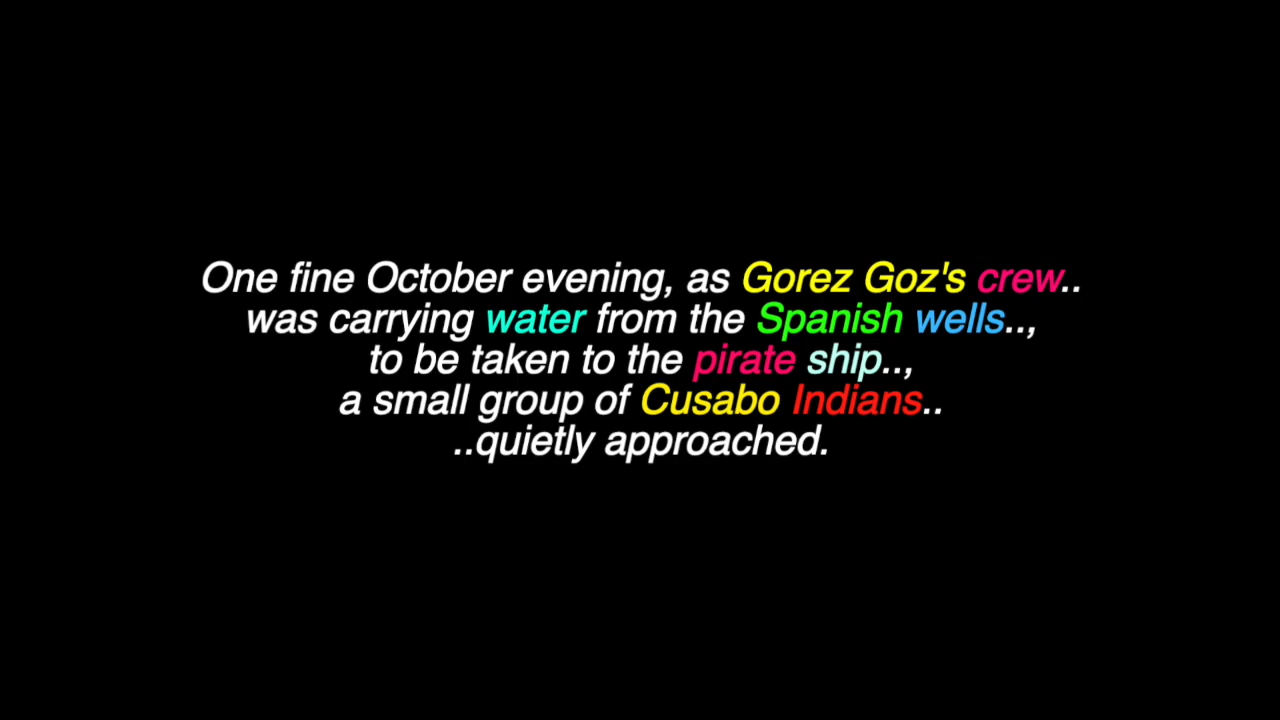 One fine October evening, as Gorez Goz's crew..
was carrying water from the Spanish wells..,
to be taken to the pirate ship..,
a small group of Cusabo Indians..
..quietly approached.